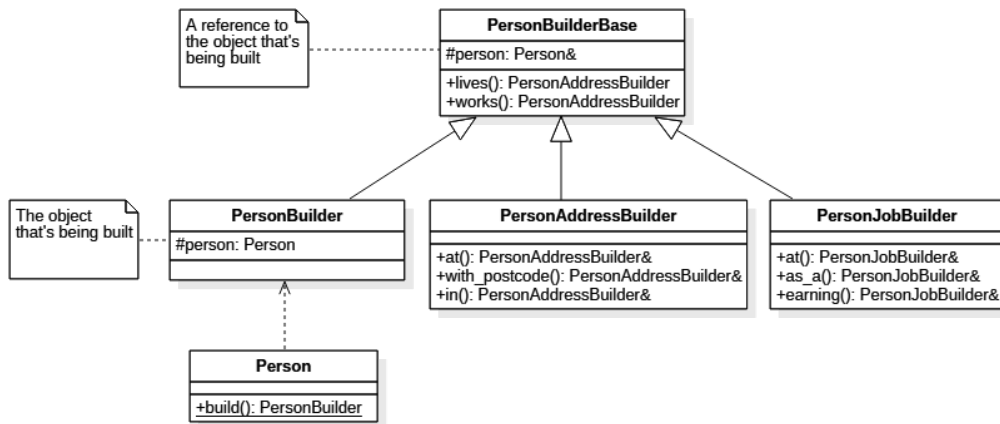 A reference to
the object that's
being built
PersonBuilderBase
#person: Person&
+lives(): PersonAddressBuilder
+works(): PersonAddressBuilder
The object
that's being built
PersonBuilder
#person: Person
PersonAddressBuilder
+at(): PersonAddressBuilder&
+with_postcode(): PersonAddressBuilder&
+in(): PersonAddressBuilder&
PersonJobBuilder
+at(): PersonJobBuilder&
+as_a(): PersonJobBuilder&
+earning(): PersonJobBuilder&
Person
+build(): PersonBuilder